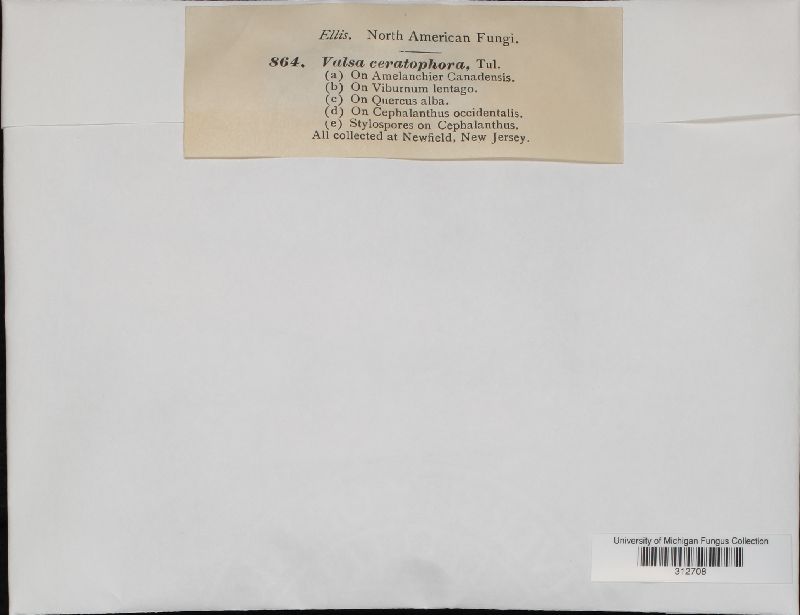 Ellis. North American Fungi.
864. Valsa ceratophora, Tul.
(a) On Amelanchier Canadensis.
(b) On Viburnum lentago.
(c) On Quercus alba.
(d) On Cephalanthus occidentalis.
(e) Stylospores on Cephalanthus.
All collected at Newfield, New Jersey.
University of Michigan Fungus Collection
312708